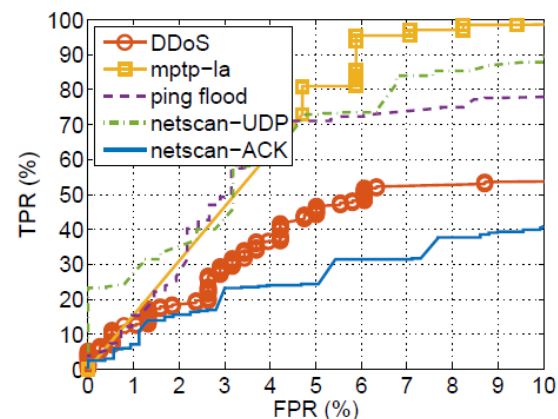 100
90
80
70
60
50
40
30
20
10
0
TPR (%)
DDoS
mptp-la
ping flood
netscan-UDP
netscan-ACK
0 1 2 3 4 5 6 7 8 9 10
FPR (%)